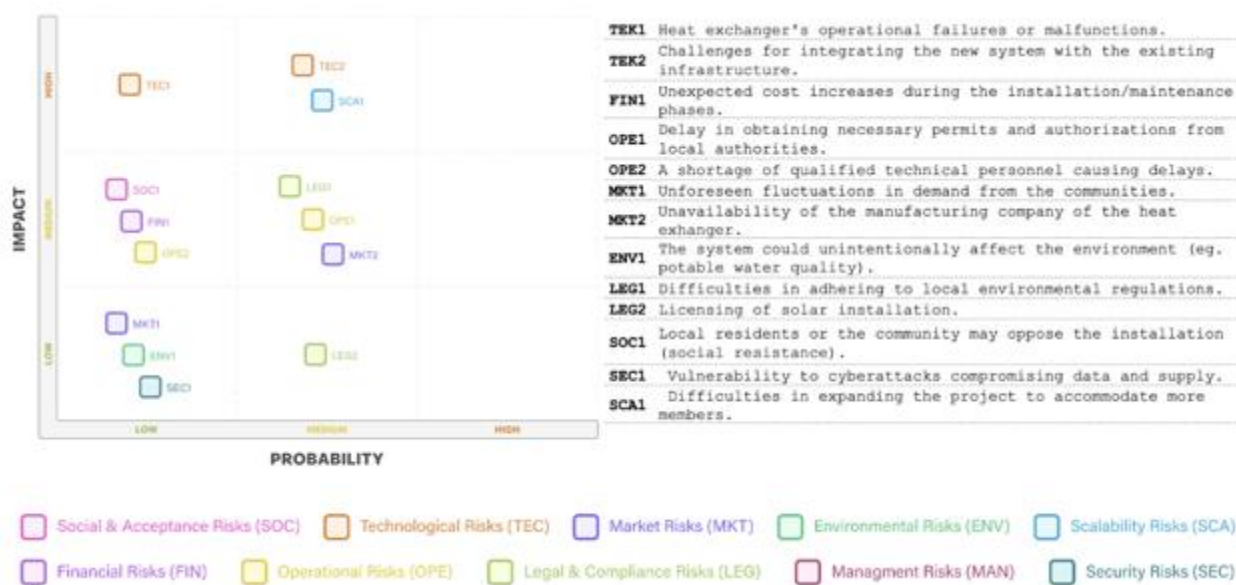 IMPACT
HIGH
MEDIUM
LOW
TEC1
TEC2
SCA1
SOC1
LEG1
FIN1
OPE1
OPE2
MKT2
MKT1
ENV1
LEG2
SEC1
LOW
MEDIUM
HIGH
PROBABILITY
TEK1 Heat exchanger's operational failures or malfunctions.
TEK2 Challenges for integrating the new system with the existing
infrastructure.
FIN1 Unexpected cost increases during the installation/maintenance
phases.
OPE1 Delay in obtaining necessary permits and authorizations from
local authorities.
OPE2 A shortage of qualified technical personnel causing delays.
MKT1 Unforeseen fluctuations in demand from the communities.
MKT2 Unavailability of the manufacturing company of the heat
exhanger.
ENV1 The system could unintentionally affect the environment (eg.
potable water quality).
LEG1 Difficulties in adhering to local environmental regulations.
LEG2 Licensing of solar installation.
SOC1 Local residents or the community may oppose the installation
(social resistance).
SEC1 Vulnerability to cyberattacks compromising data and supply.
SCA1 Difficulties in expanding the project to accommodate more
members.
Social & Acceptance Risks (SOC) Technological Risks (TEC) Market Risks (MKT) Environmental Risks (ENV) Scalability Risks (SCA)
Financial Risks (FIN) Operational Risks (OPE) Legal & Compliance Risks (LEG) Managment Risks (MAN) Security Risks (SEC)